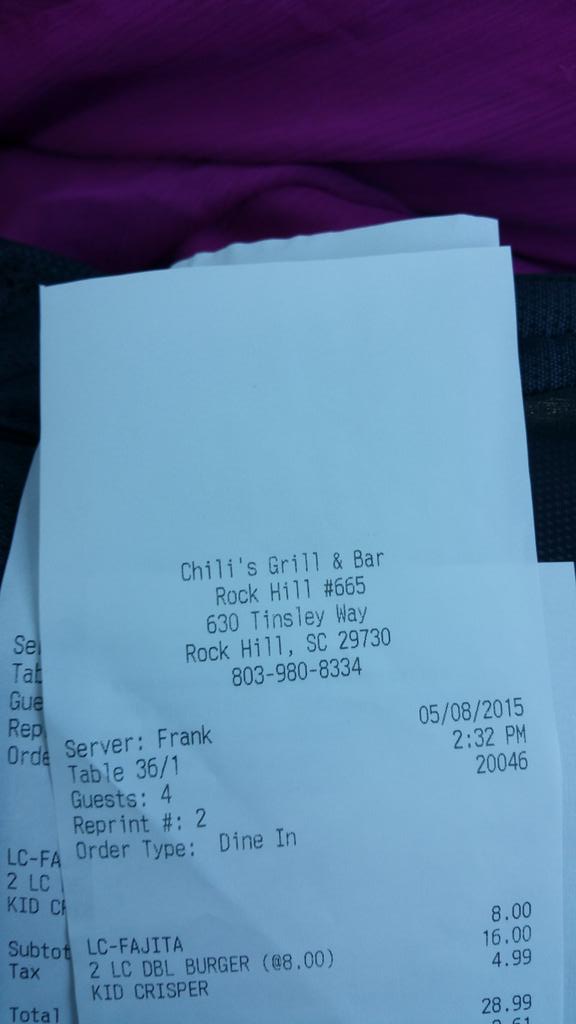 Chili's Grill & Bar
Rock Hill #665
630 Tinsley Way
Rock Hill, SC 29730
803-980-8334
05/08/2015
Server: Frank 2:32 PM
Table 36/1 20046
Guests: 4
Reprint #: 2
Order Type: Dine In
LC-FAJITA 8.00
2 LC DBL BURGER (@8.00) 16.00
KID CRISPER 4.99
28.99
Se
Tab
Gue
Rep
Orde
LC-FA
2 LC
KID CR
Subtot
Tax
Total